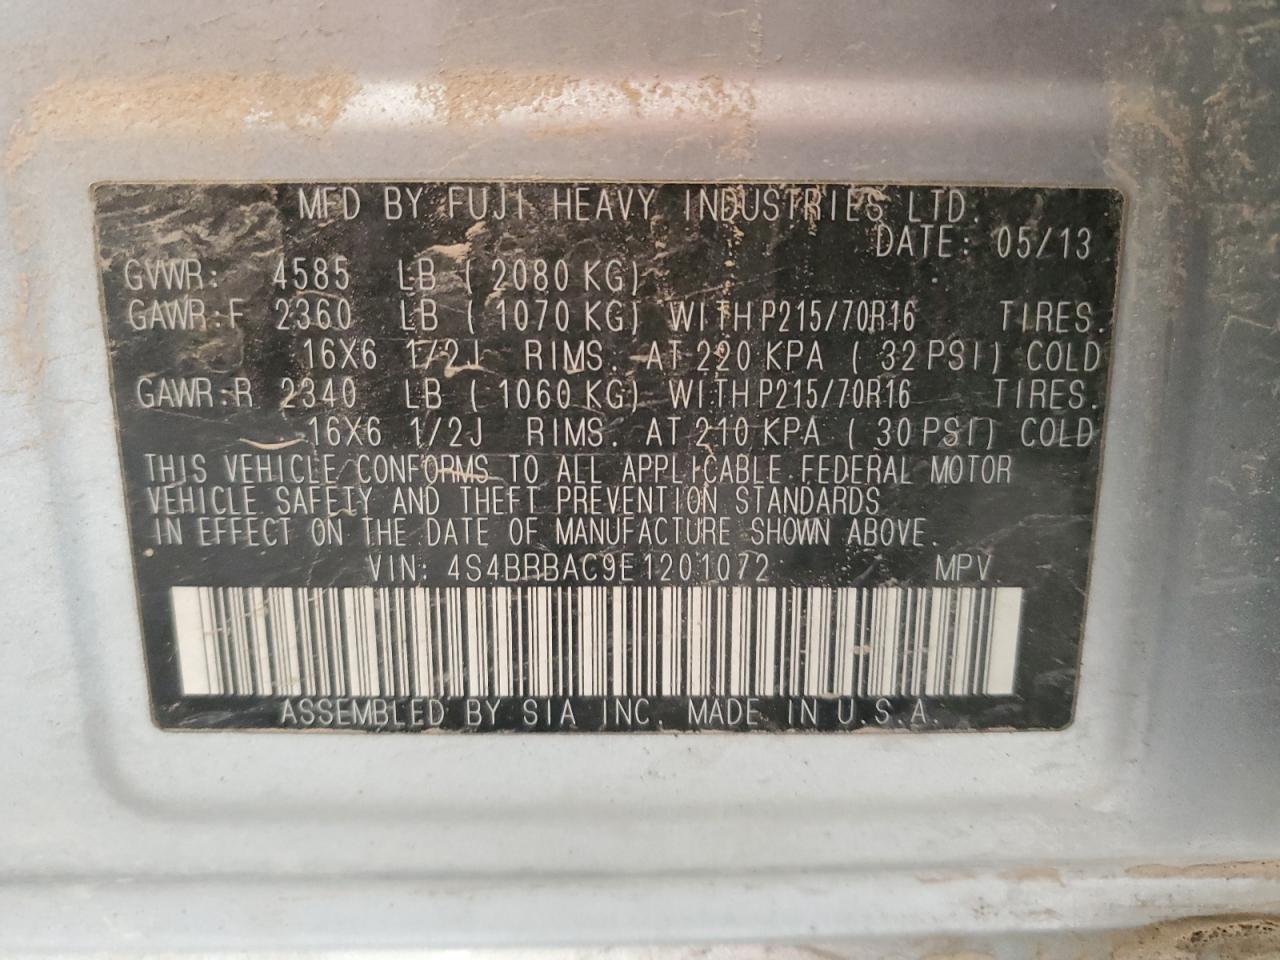 MFD BY FUJI HEAVY INDUSTRIES LTD.
DATE: 05/13
GVWR: 4585 LB ( 2080 KG)
GAWR:F 2360 LB ( 1070 KG) WITH P215/70R16 TIRES.
16X6 1/2J RIMS. AT 220 KPA ( 32 PSI) COLD
GAWR:R 2340 LB ( 1060 KG) WITH P215/70R16 TIRES.
16X6 1/2J RIMS. AT 210 KPA ( 30 PSI) COLD
THIS VEHICLE CONFORMS TO ALL APPLICABLE FEDERAL MOTOR
VEHICLE SAFETY AND THEFT PREVENTION STANDARDS
IN EFFECT ON THE DATE OF MANUFACTURE SHOWN ABOVE.
VIN: 4S4BRBAC9E1201072 MPV
ASSEMBLED BY SIA INC. MADE IN U.S.A.